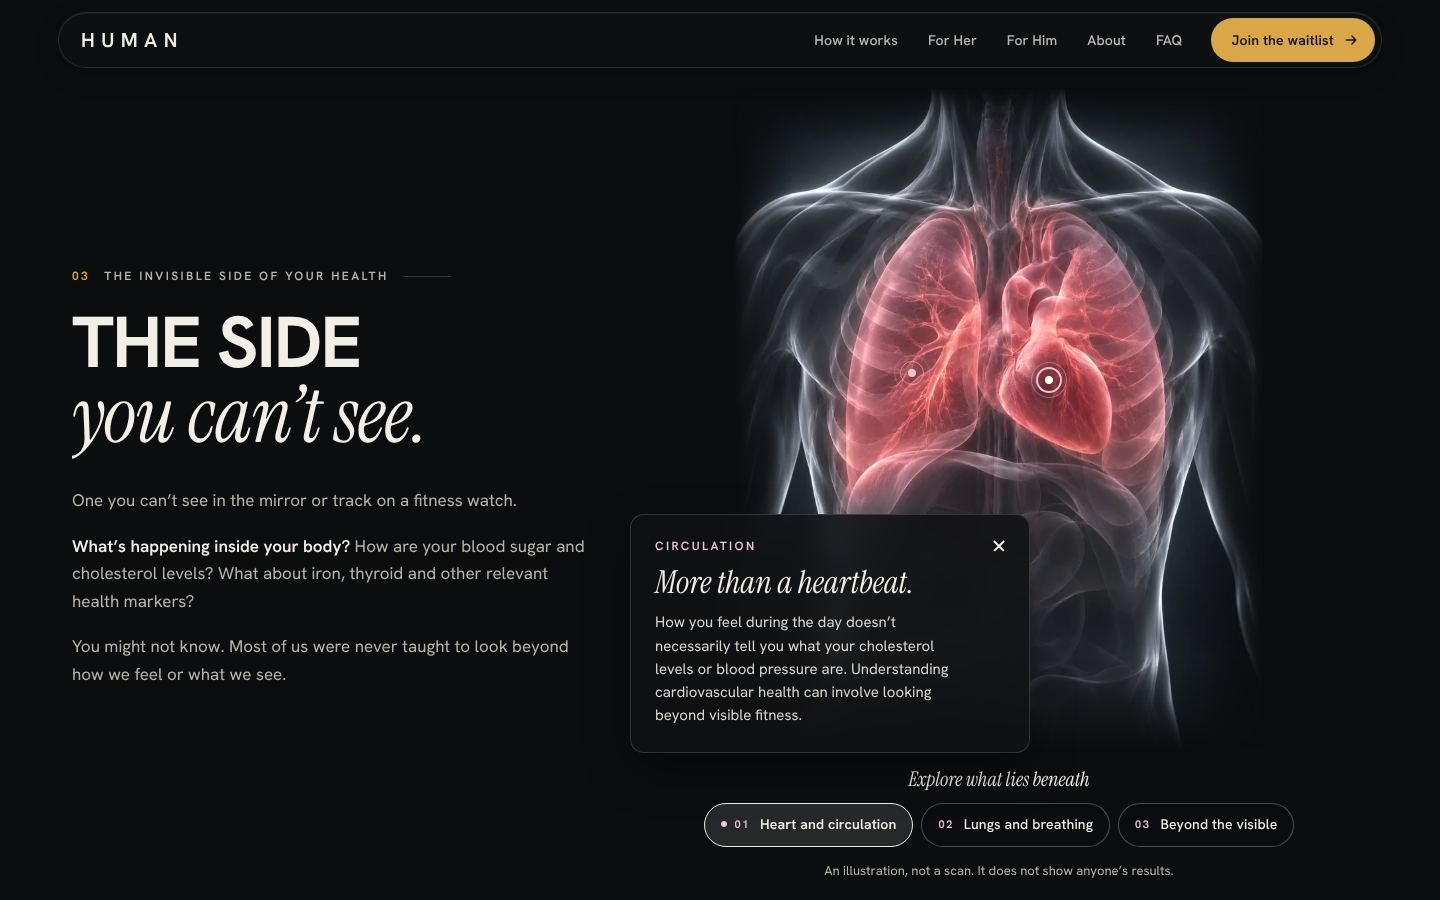 HUMAN
How it works
For Her
For Him
About
FAQ
Join the waitlist →
03 THE INVISIBLE SIDE OF YOUR HEALTH
THE SIDE
you can’t see.
One you can’t see in the mirror or track on a fitness watch.
What’s happening inside your body? How are your blood sugar and
cholesterol levels? What about iron, thyroid and other relevant
health markers?
You might not know. Most of us were never taught to look beyond
how we feel or what we see.
CIRCULATION
More than a heartbeat.
How you feel during the day doesn’t
necessarily tell you what your cholesterol
levels or blood pressure are. Understanding
cardiovascular health can involve looking
beyond visible fitness.
Explore what lies beneath
01 Heart and circulation
02 Lungs and breathing
03 Beyond the visible
An illustration, not a scan. It does not show anyone’s results.